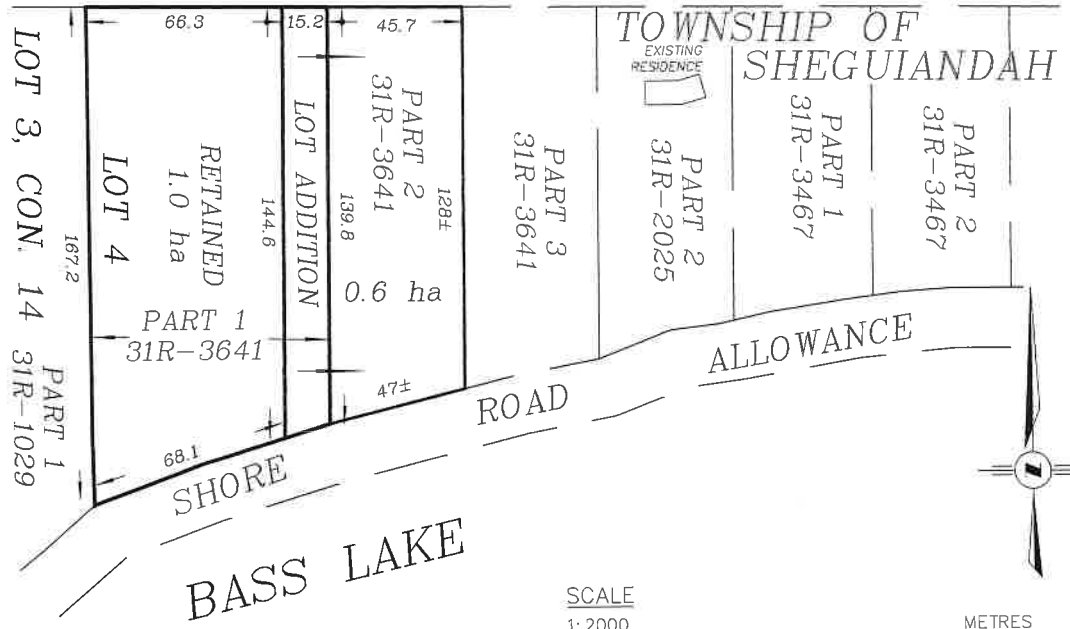 66.3
15.2
45.7
TOWNSHIP OF
SHEGUIANDAH
EXISTING
RESIDENCE
LOT 3, CON. 14
PART 1
31R-1029
167.2
LOT 4
RETAINED
1.0 ha
144.6
PART 1
31R-3641
LOT ADDITION
139.8
PART 2
31R-3641
128±
0.6 ha
PART 3
31R-3641
PART 2
31R-2025
PART 1
31R-3467
PART 2
31R-3467
68.1
47±
SHORE ROAD ALLOWANCE
BASS LAKE
SCALE
1:2000
METRES